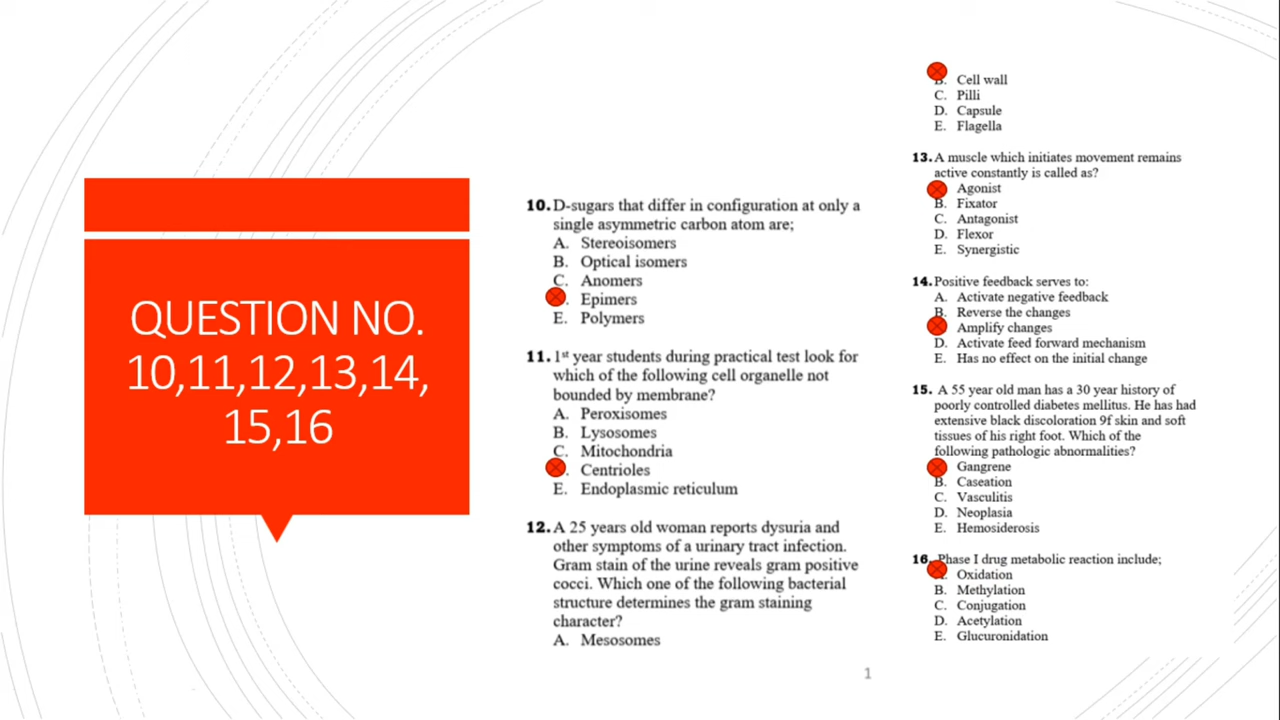 QUESTION NO.
10,11,12,13,14,
15,16
10. D-sugars that differ in configuration at only a
single asymmetric carbon atom are;
A. Stereoisomers
B. Optical isomers
C. Anomers
Epimers
E. Polymers
11. 1st year students during practical test look for
which of the following cell organelle not
bounded by membrane?
A. Peroxisomes
B. Lysosomes
C. Mitochondria
Centrioles
E. Endoplasmic reticulum
12. A 25 years old woman reports dysuria and
other symptoms of a urinary tract infection.
Gram stain of the urine reveals gram positive
cocci. Which one of the following bacterial
structure determines the gram staining
character?
A. Mesosomes
B. Cell wall
C. Pilli
D. Capsule
E. Flagella
13. A muscle which initiates movement remains
active constantly is called as?
Agonist
B. Fixator
C. Antagonist
D. Flexor
E. Synergistic
14. Positive feedback serves to:
A. Activate negative feedback
B. Reverse the changes
Amplify changes
D. Activate feed forward mechanism
E. Has no effect on the initial change
15. A 55 year old man has a 30 year history of
poorly controlled diabetes mellitus. He has had
extensive black discoloration 9f skin and soft
tissues of his right foot. Which of the
following pathologic abnormalities?
Gangrene
B. Caseation
C. Vasculitis
D. Neoplasia
E. Hemosiderosis
16. Phase I drug metabolic reaction include;
Oxidation
B. Methylation
C. Conjugation
D. Acetylation
E. Glucuronidation
1